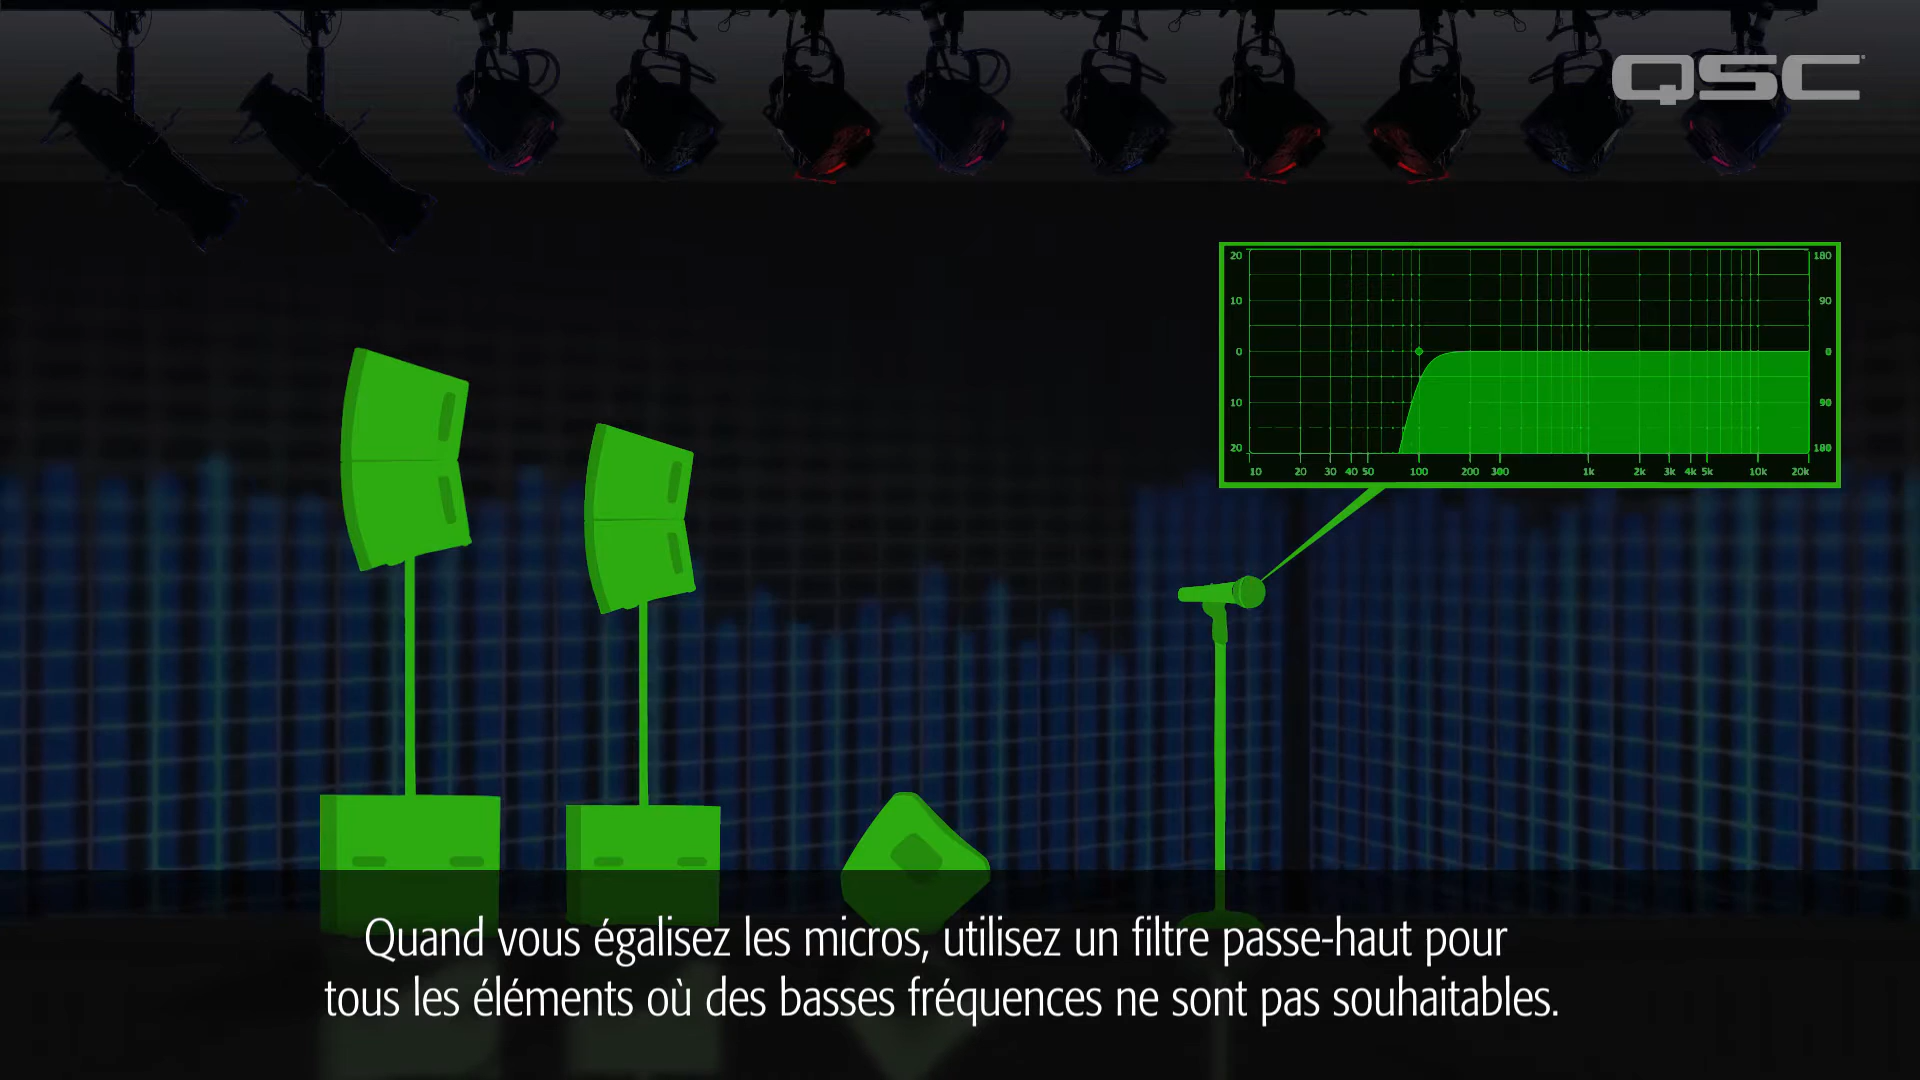 QSC
20 180
10 90
0 0
10 90
20 180
10 20 30 40 50 100 200 300 1k 2k 3k 4k 5k 10k 20k
Quand vous égalisez les micros, utilisez un filtre passe-haut pour
tous les éléments où des basses fréquences ne sont pas souhaitables.